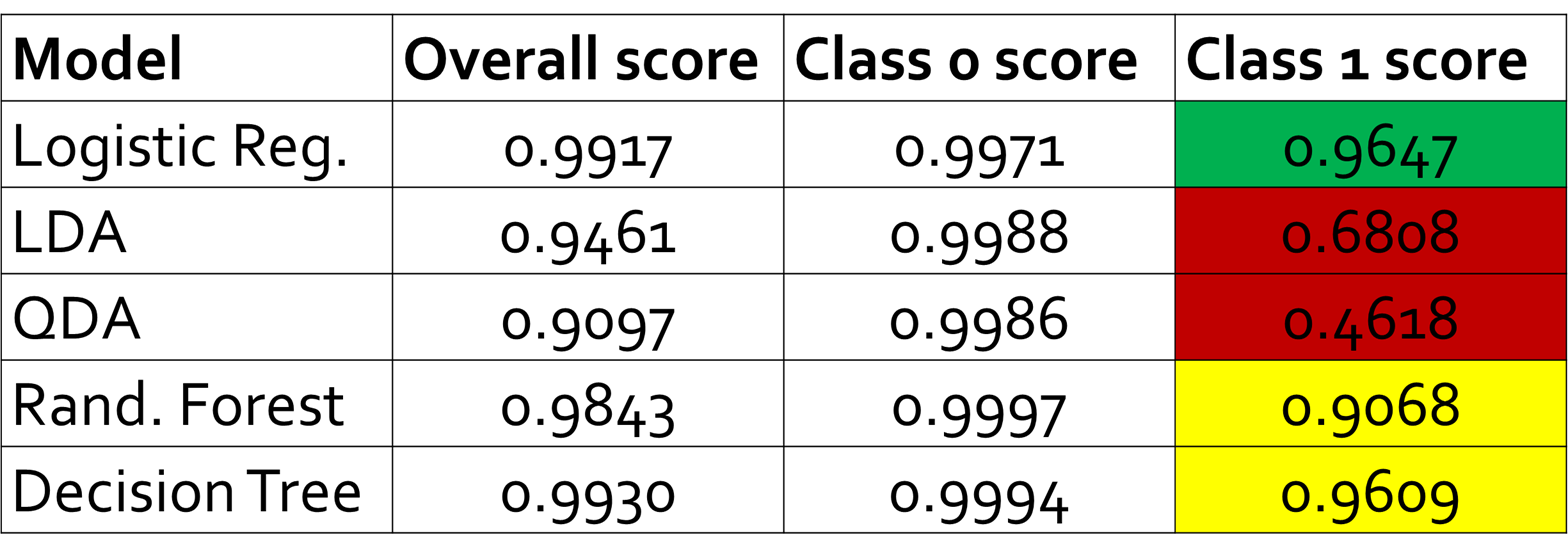 Model Overall score Class 0 score Class 1 score
Logistic Reg. 0.9917 0.9971 0.9647
LDA 0.9461 0.9988 0.6808
QDA 0.9097 0.9986 0.4618
Rand. Forest 0.9843 0.9997 0.9068
Decision Tree 0.9930 0.9994 0.9609